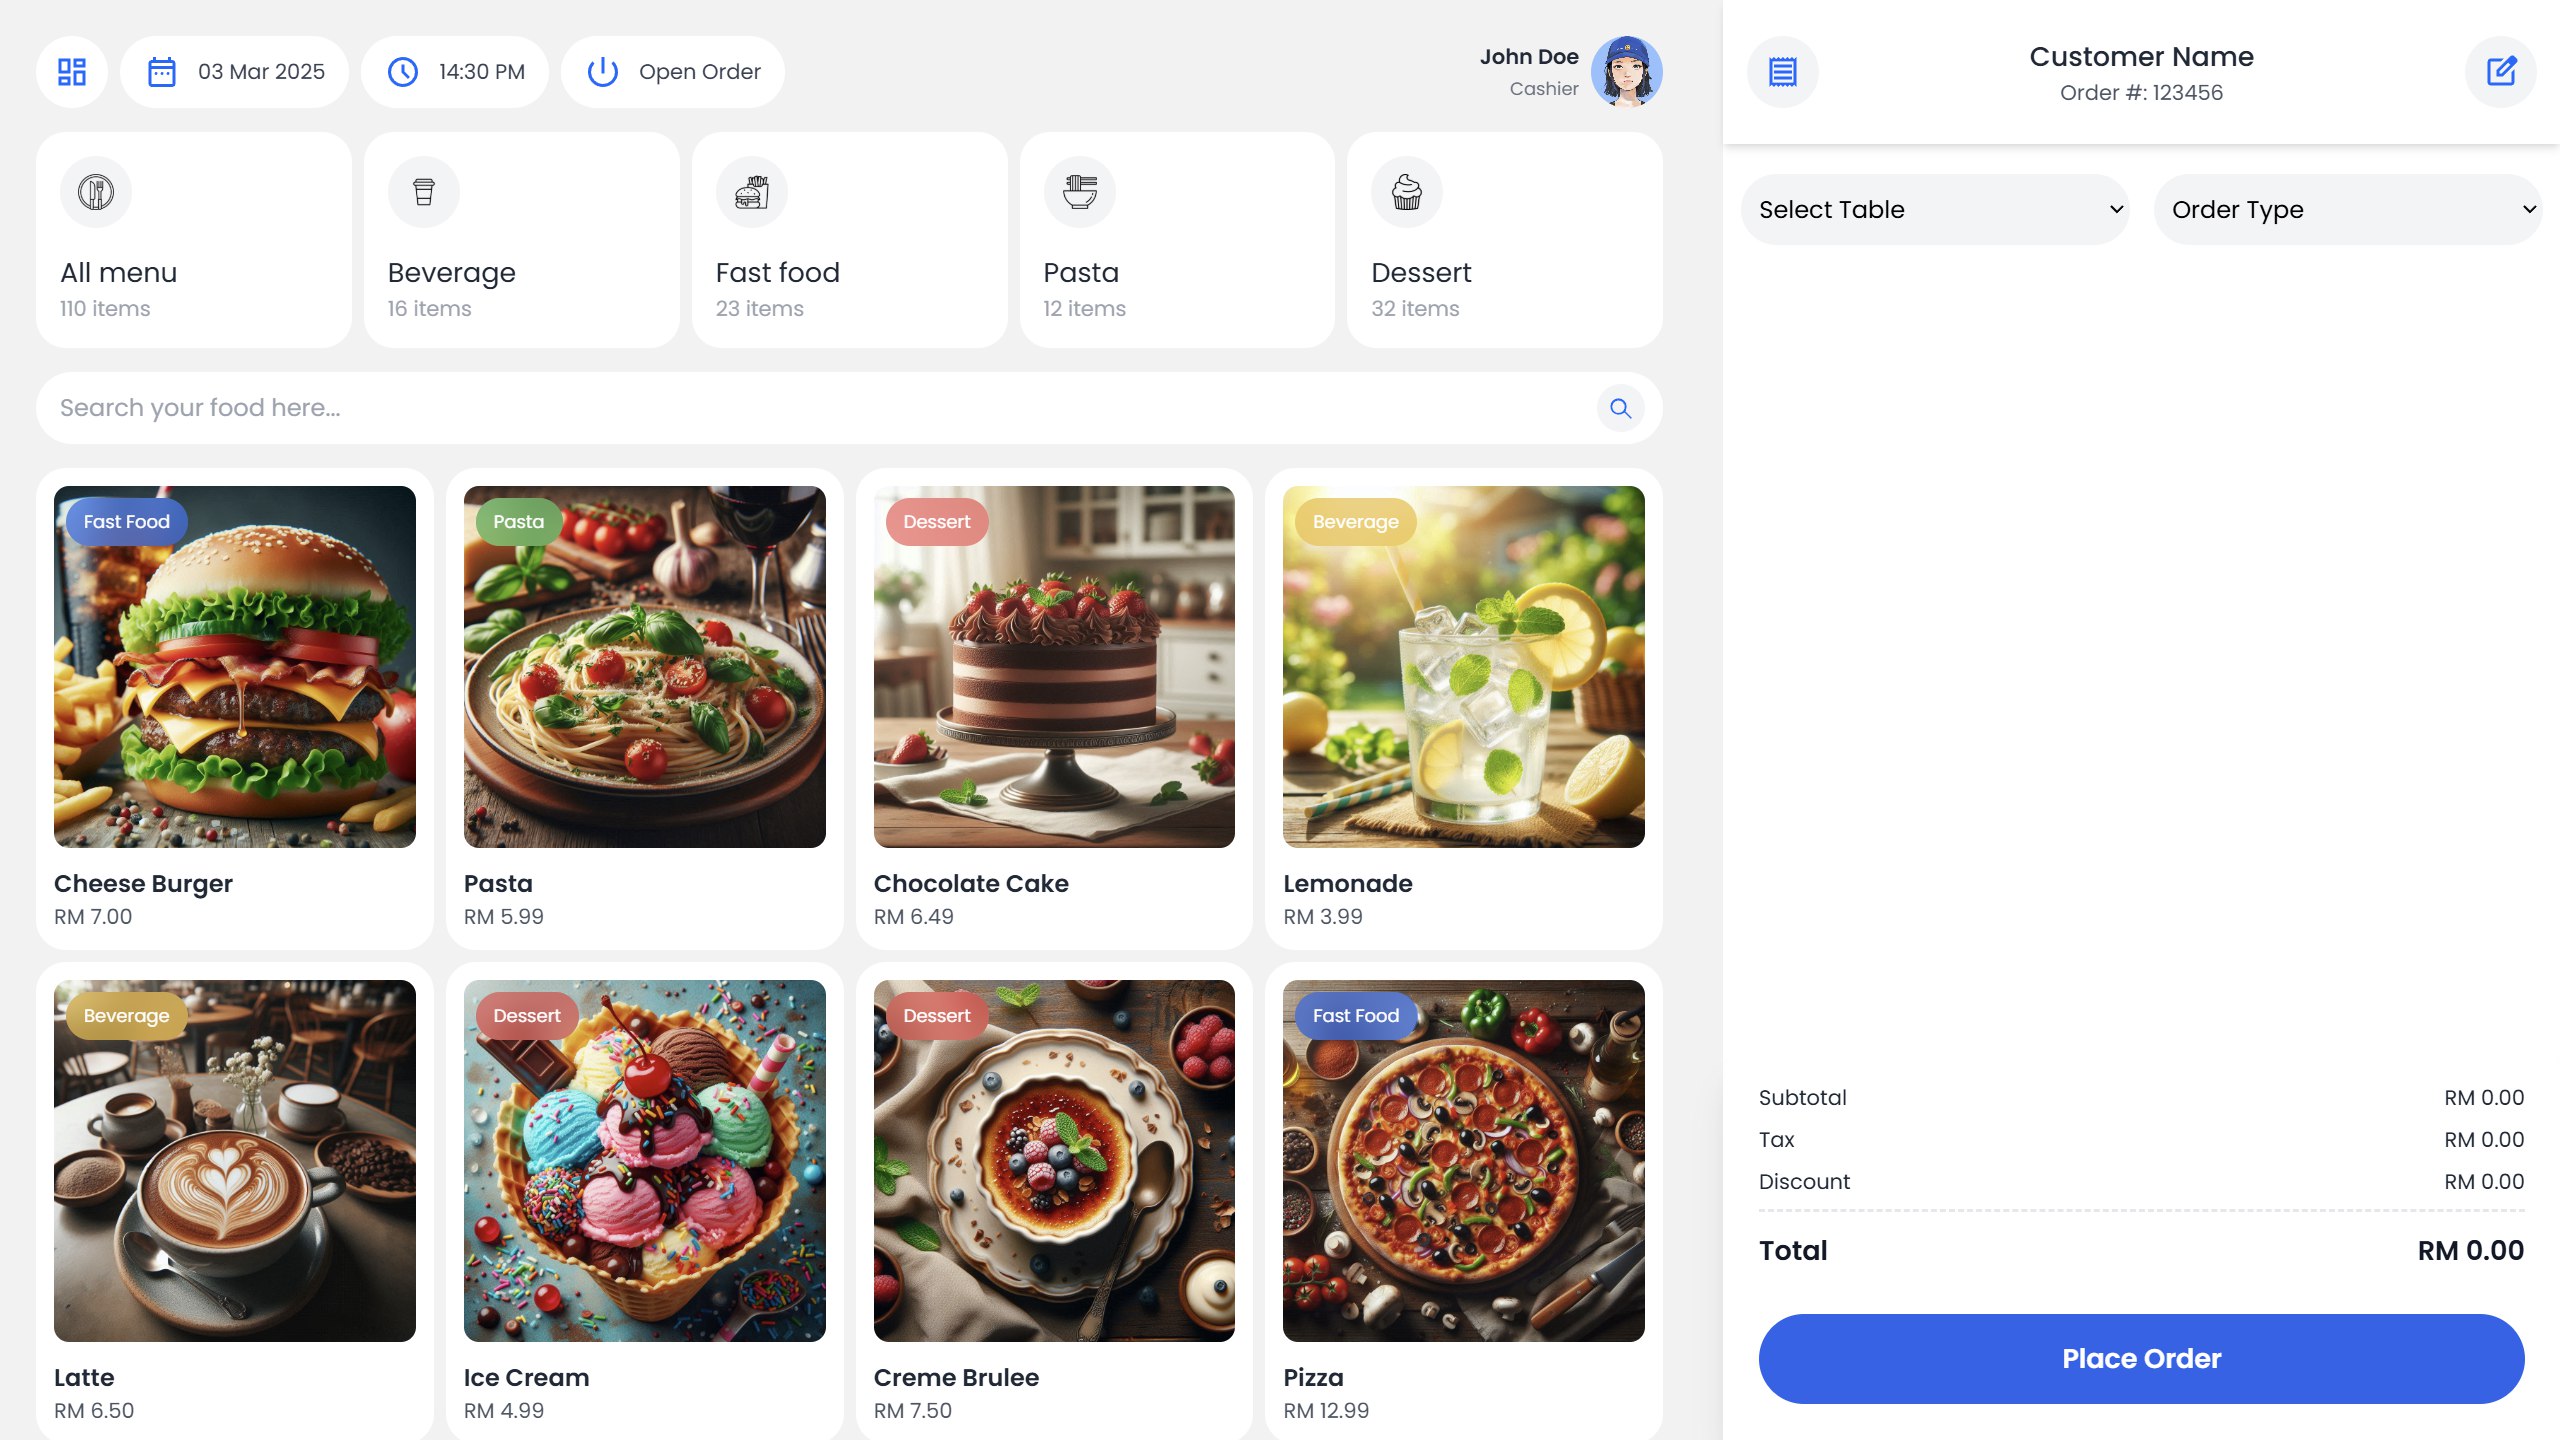 03 Mar 2025
14:30 PM
Open Order
John Doe
Cashier
All menu
110 items
Beverage
16 items
Fast food
23 items
Pasta
12 items
Dessert
32 items
Search your food here...
Fast Food
Cheese Burger
RM 7.00
Pasta
Pasta
RM 5.99
Dessert
Chocolate Cake
RM 6.49
Beverage
Lemonade
RM 3.99
Beverage
Latte
RM 6.50
Dessert
Ice Cream
RM 4.99
Dessert
Creme Brulee
RM 7.50
Fast Food
Pizza
RM 12.99
Customer Name
Order #: 123456
Select Table
Order Type
Subtotal RM 0.00
Tax RM 0.00
Discount RM 0.00
Total RM 0.00
Place Order